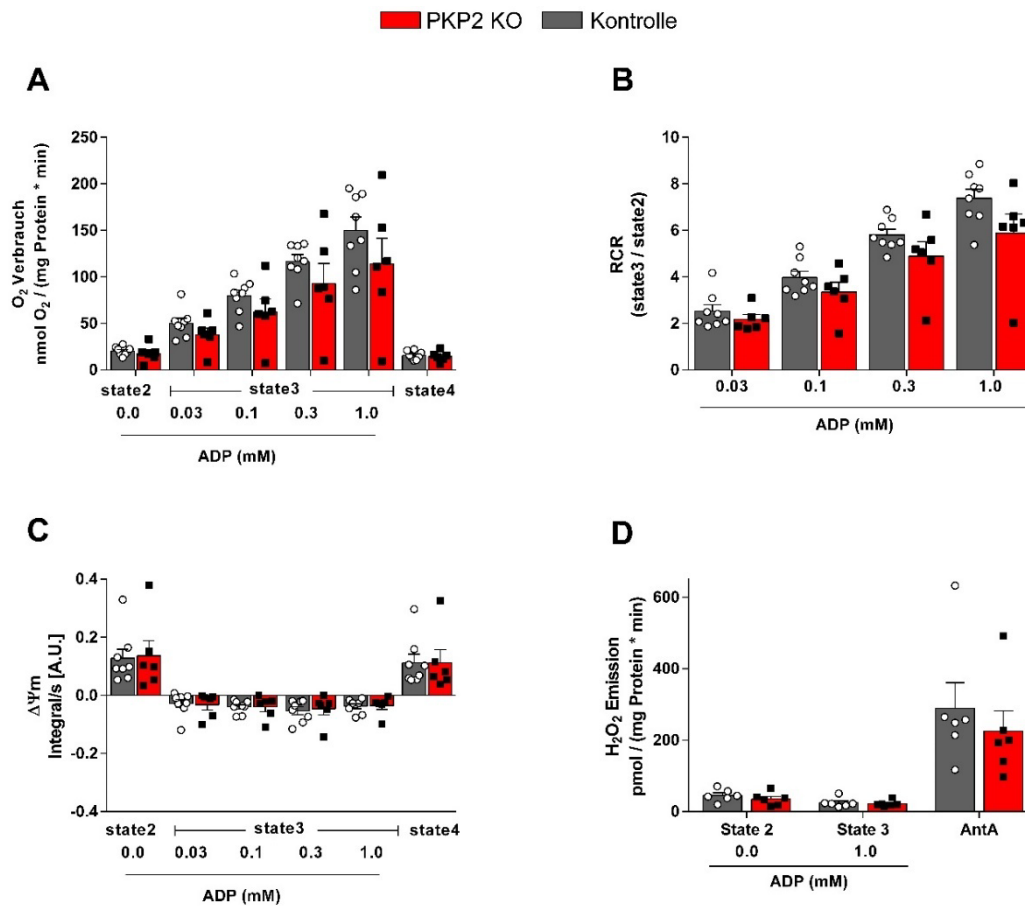 PKP2 KO Kontrolle
A
O₂ Verbrauch
nmol O₂ / (mg Protein * min)
250
200
150
100
50
0
state2 state3 state4
0.0 0.03 0.1 0.3 1.0
ADP (mM)
B
RCR
(state3 / state2)
10
8
6
4
2
0
0.03 0.1 0.3 1.0
ADP (mM)
C
ΔΨm
Integral/s [A.U.]
0.4
0.2
0.0
-0.2
-0.4
state2 state3 state4
0.0 0.03 0.1 0.3 1.0
ADP (mM)
D
H₂O₂ Emission
pmol / (mg Protein * min)
600
400
200
0
State 2 State 3 AntA
0.0 1.0
ADP (mM)